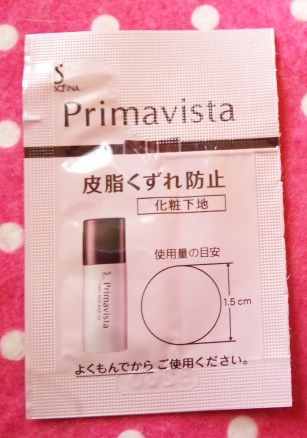 SOFINA
Primavista
皮脂くずれ防止
化粧下地
使用量の目安
1.5cm
Primavista
よくもんでから ご使用ください。